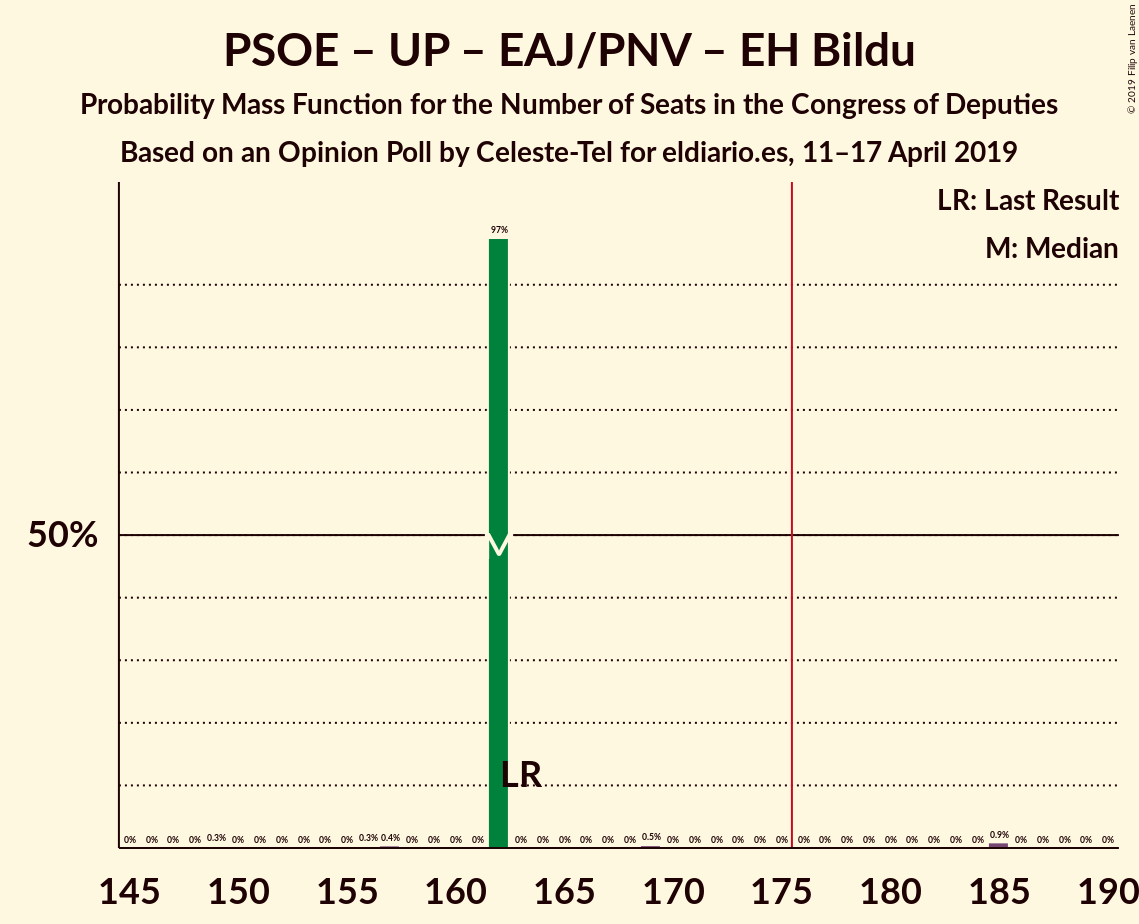 PSOE – UP – EAJ/PNV – EH Bildu
Probability Mass Function for the Number of Seats in the Congress of Deputies
Based on an Opinion Poll by Celeste-Tel for eldiario.es, 11–17 April 2019
© 2019 Filip van Laenen
LR: Last Result
M: Median
97%
50%
LR
0% 0% 0% 0% 0.3% 0% 0% 0% 0% 0% 0% 0.3% 0.4% 0% 0% 0% 0% 0% 0% 0% 0% 0% 0% 0.5% 0% 0% 0% 0% 0% 0% 0% 0% 0% 0% 0% 0% 0% 0% 0% 0.9% 0% 0% 0% 0% 0%
145 150 155 160 165 170 175 180 185 190